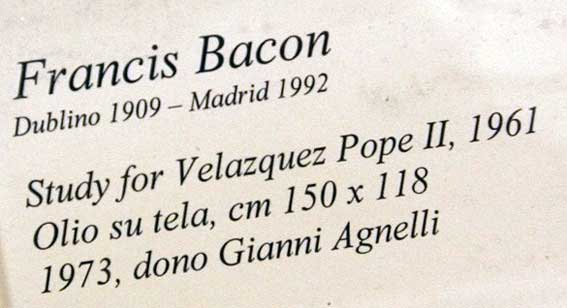 Francis Bacon
Dublino 1909 – Madrid 1992
Study for Velazquez Pope II, 1961
Olio su tela, cm 150 x 118
1973, dono Gianni Agnelli